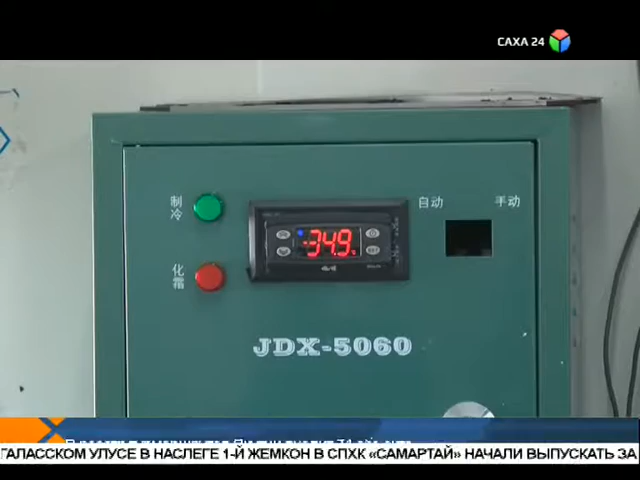 САХА 24
制冷
自动
手动
-34.9
化霜
JDX-5060
ГАЛАССКОМ УЛУСЕ В НАСЛЕГЕ 1-Й ЖЕМКОН В СПХК «САМАРТАЙ» НАЧАЛИ ВЫПУСКАТЬ ЗА